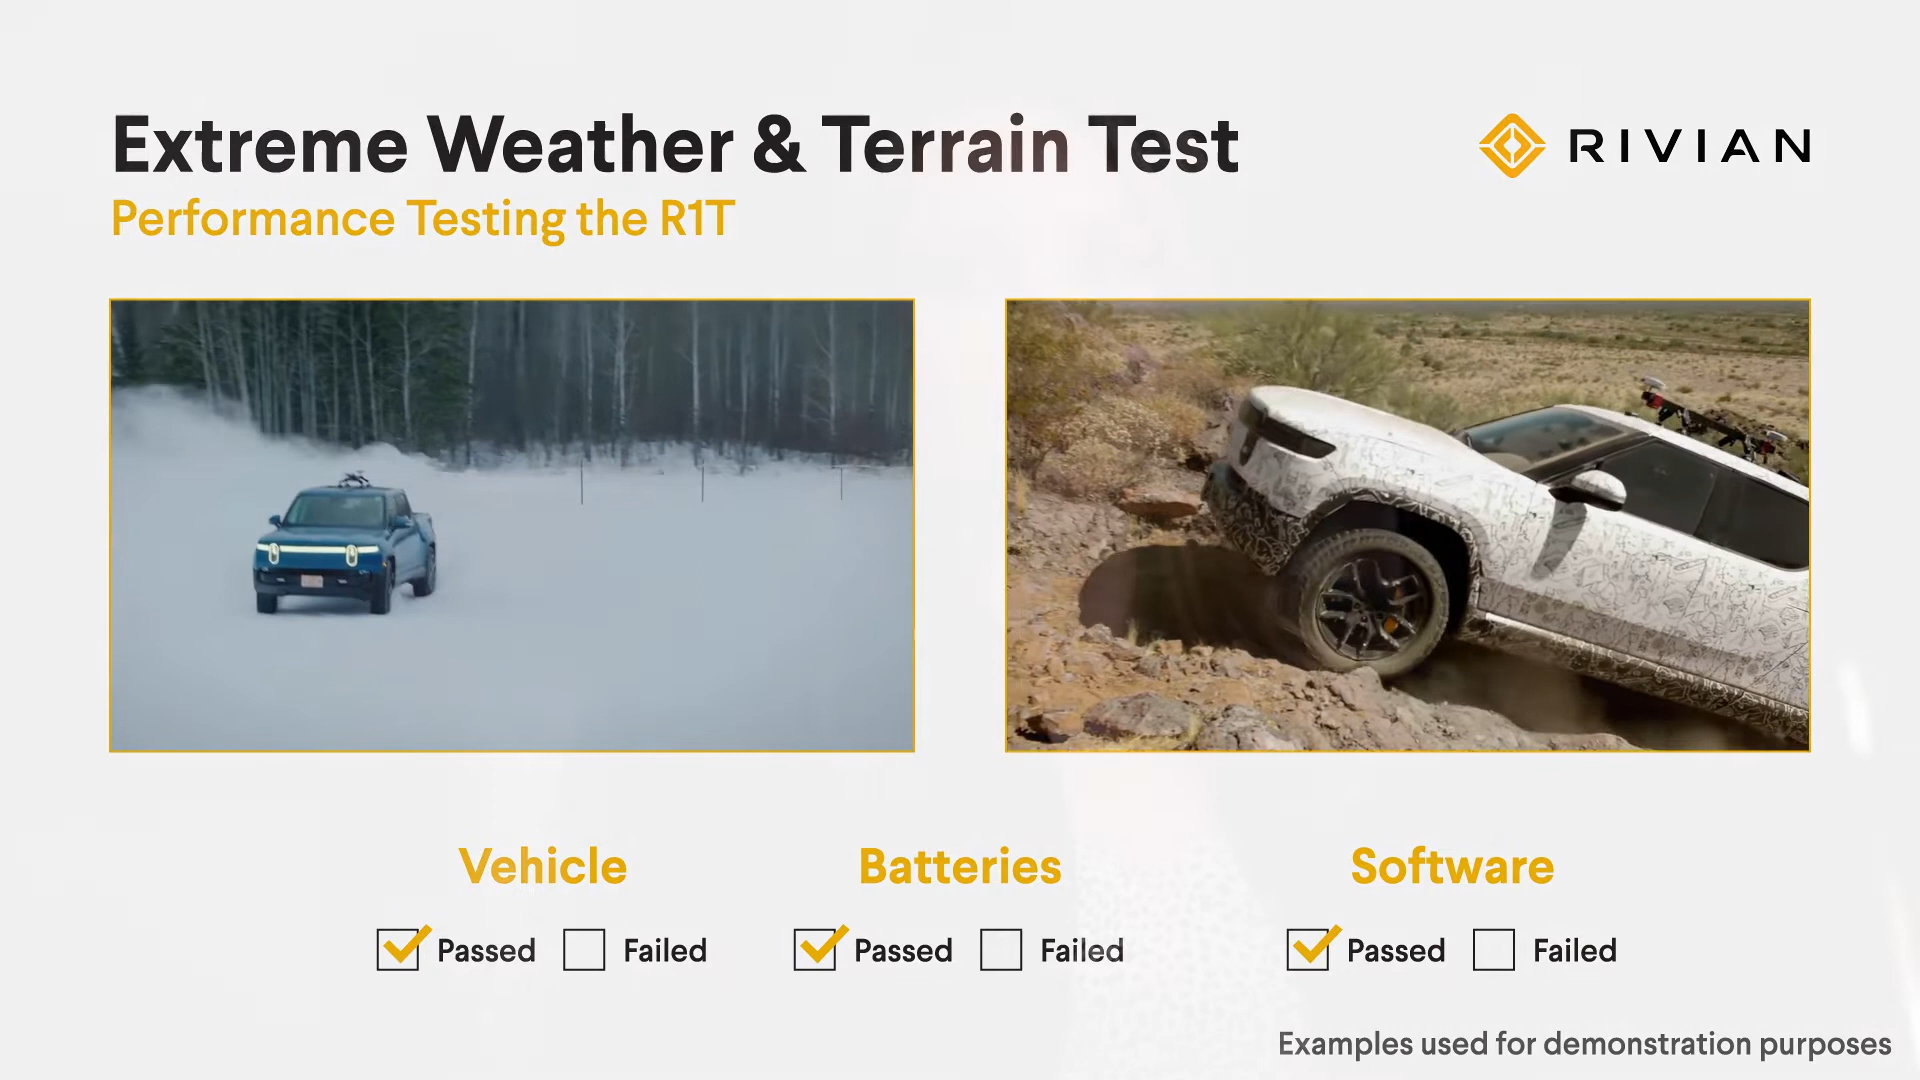 Extreme Weather & Terrain Test
RIVIAN
Performance Testing the R1T
Vehicle
Batteries
Software
Passed
Failed
Passed
Failed
Passed
Failed
Examples used for demonstration purposes